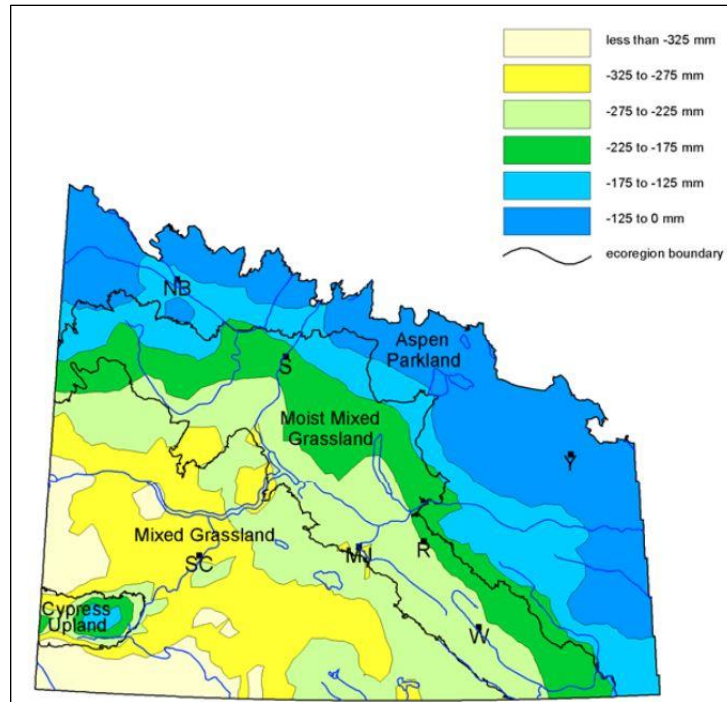 less than -325 mm
-325 to -275 mm
-275 to -225 mm
-225 to -175 mm
-175 to -125 mm
-125 to 0 mm
ecoregion boundary
NB
Aspen
Parkland
S
Moist Mixed
Grassland
Y
Mixed Grassland
SC
MJ
R
Cypress
Upland
W